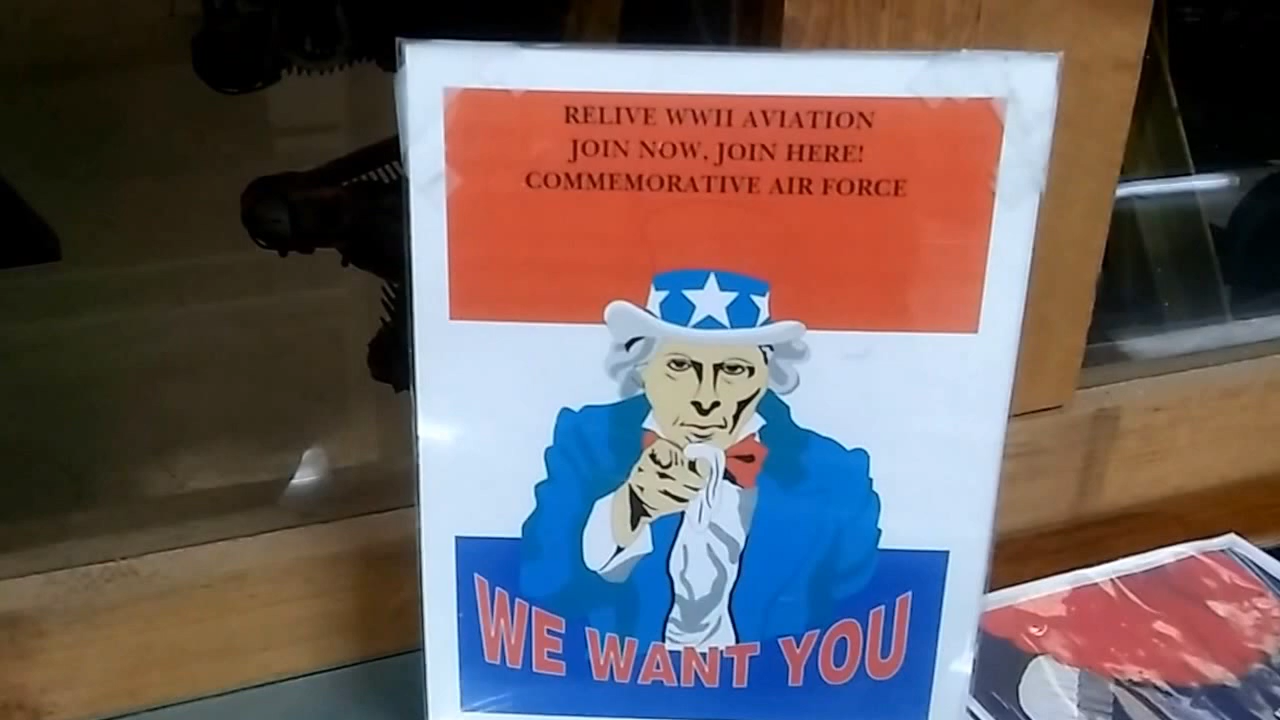 RELIVE WWII AVIATION
JOIN NOW, JOIN HERE!
COMMEMORATIVE AIR FORCE
WE WANT YOU